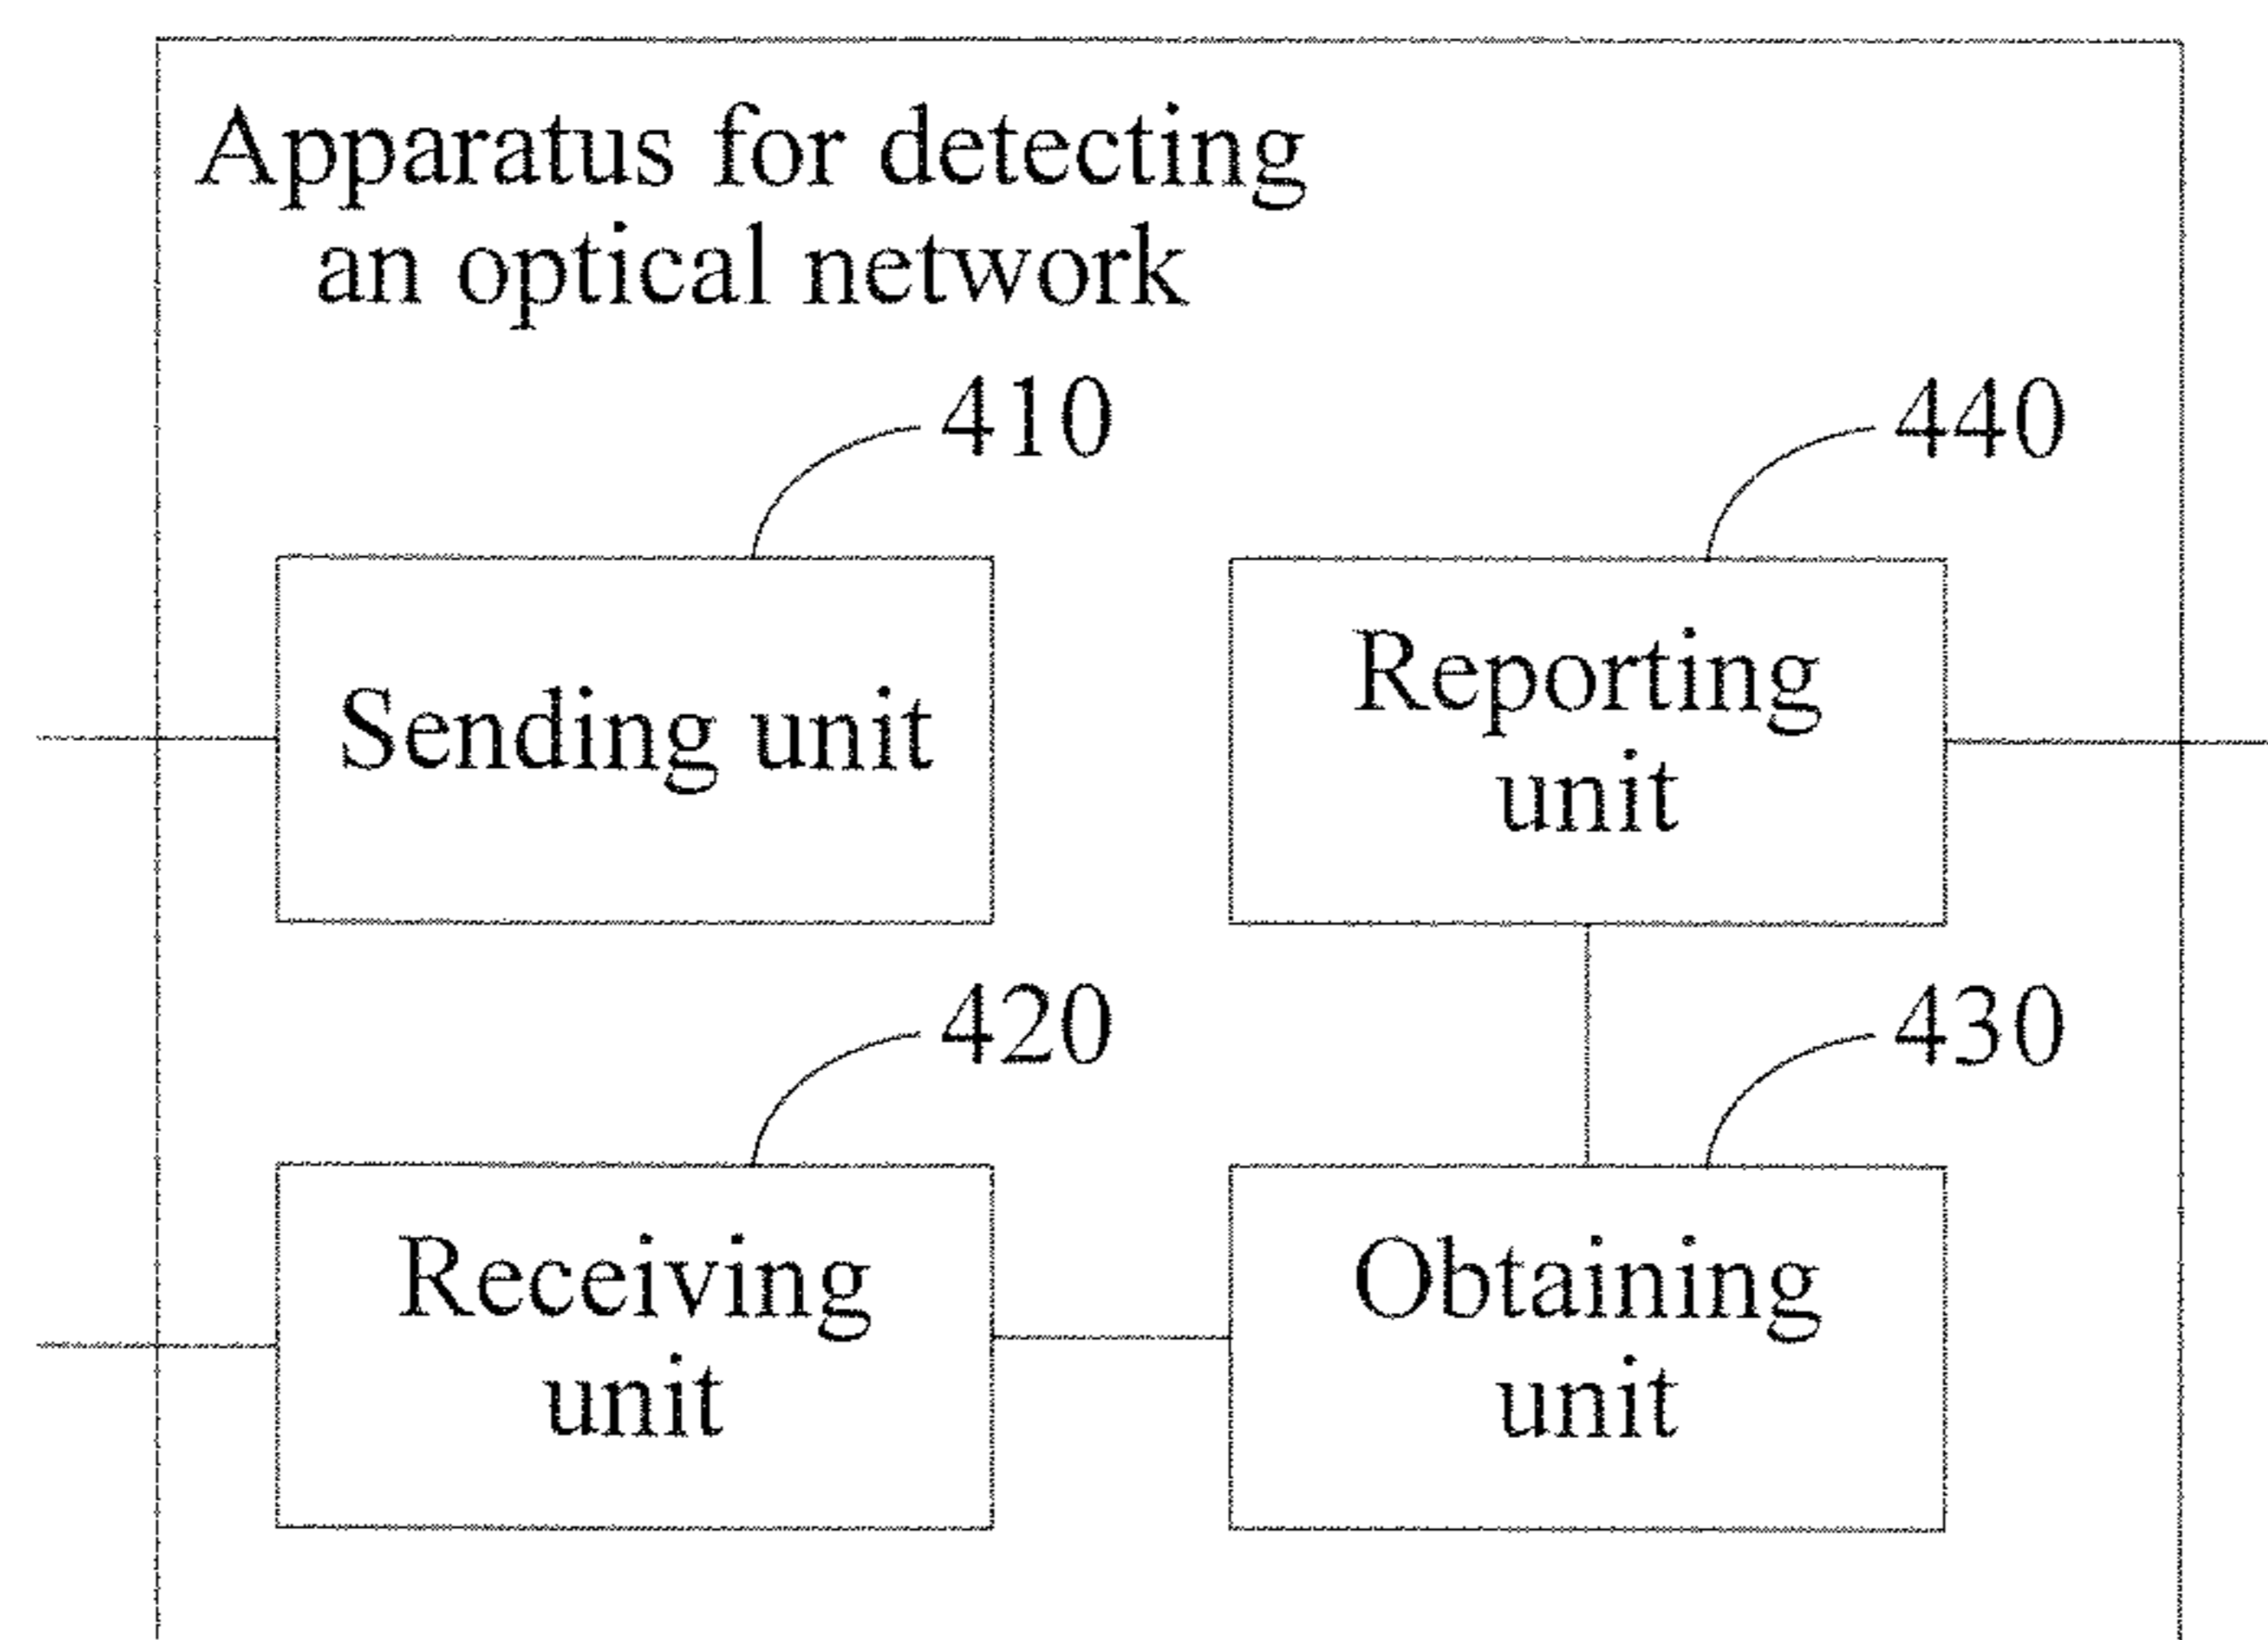 Apparatus for detecting
an optical network
410
440
Sending unit
Reporting
unit
420
430
Receiving
unit
Obtaining
unit